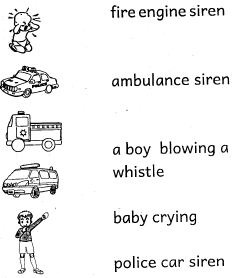 fire engine siren
ambulance siren
a boy blowing a
whistle
baby crying
police car siren